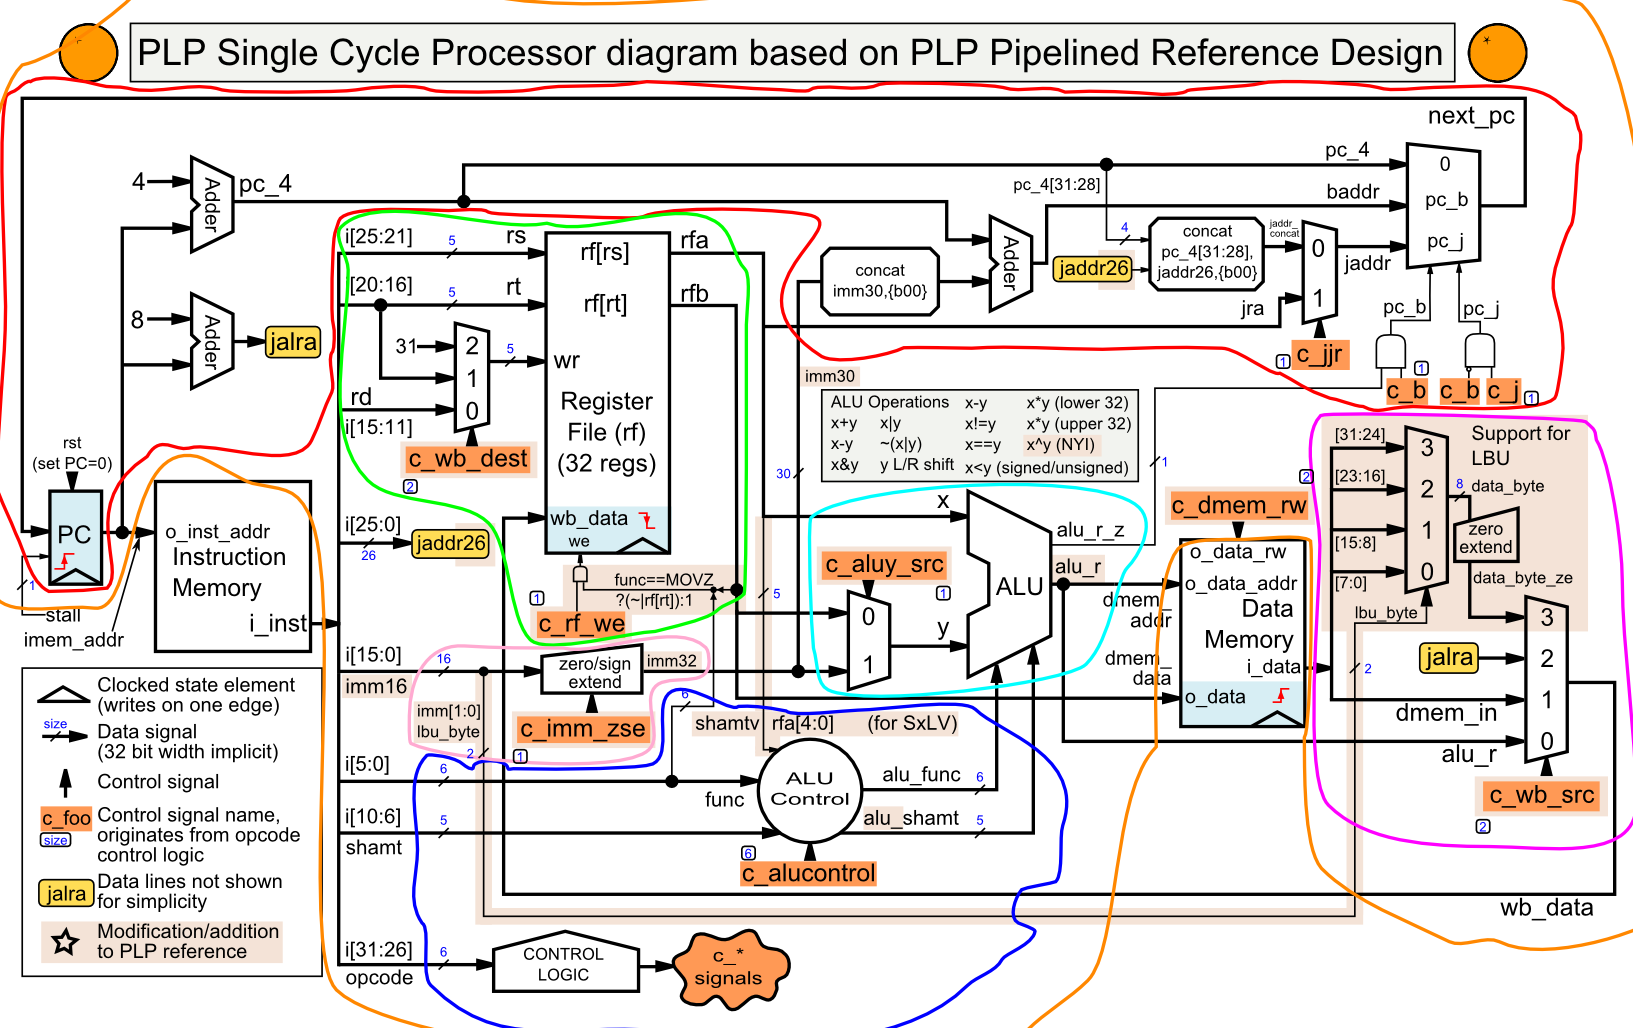 PLP Single Cycle Processor diagram based on PLP Pipelined Reference Design
next_pc
4
Adder
pc_4
8
Adder
jalra
rst
(set PC=0)
PC
1
stall
imem_addr
o_inst_addr
Instruction
Memory
i_inst
i[25:21]
5
rs
[20:16]
5
rt
31
2
1
0
5
wr
rd
i[15:11]
c_wb_dest
2
rf[rs]
rf[rt]
Register
File (rf)
(32 regs)
wb_data
we
rfa
rfb
i[25:0]
26
jaddr26
func==MOVZ
?(~|rf[rt]):1
1
c_rf_we
i[15:0]
16
imm16
zero/sign
extend
imm32
imm[1:0]
lbu_byte
2
c_imm_zse
1
pc_4
pc_4[31:28]
baddr
4
concat
imm30,{b00}
Adder
jaddr26
concat
pc_4[31:28],
jaddr26,{b00}
jaddr_
concat
0
1
jaddr
jra
1
c_jjr
0
pc_b
pc_j
pc_b
pc_j
c_b
1
c_b
c_j
1
imm30
30
ALU Operations
x+y
x-y
x&y
x|y
~(x|y)
y L/R shift
x-y
x!=y
x==y
x<y (signed/unsigned)
x*y (lower 32)
x*y (upper 32)
x^y (NYI)
1
5
c_aluy_src
1
0
1
x
y
ALU
alu_r_z
alu_r
dmem_
addr
dmem_
data
2
c_dmem_rw
o_data_rw
o_data_addr
Data
Memory
i_data
o_data
[31:24]
[23:16]
[15:8]
[7:0]
3
2
1
0
Support for
LBU
8
data_byte
zero
extend
data_byte_ze
lbu_byte
2
jalra
dmem_in
alu_r
3
2
1
0
c_wb_src
2
wb_data
6
shamtv
rfa[4:0]
(for SxLV)
i[5:0]
6
func
i[10:6]
5
shamt
ALU
Control
alu_func
6
alu_shamt
5
6
c_alucontrol
i[31:26]
6
opcode
CONTROL
LOGIC
c_*
signals
Clocked state element
(writes on one edge)
size
Data signal
(32 bit width implicit)
Control signal
c_foo
size
Control signal name,
originates from opcode
control logic
jalra
Data lines not shown
for simplicity
Modification/addition
to PLP reference